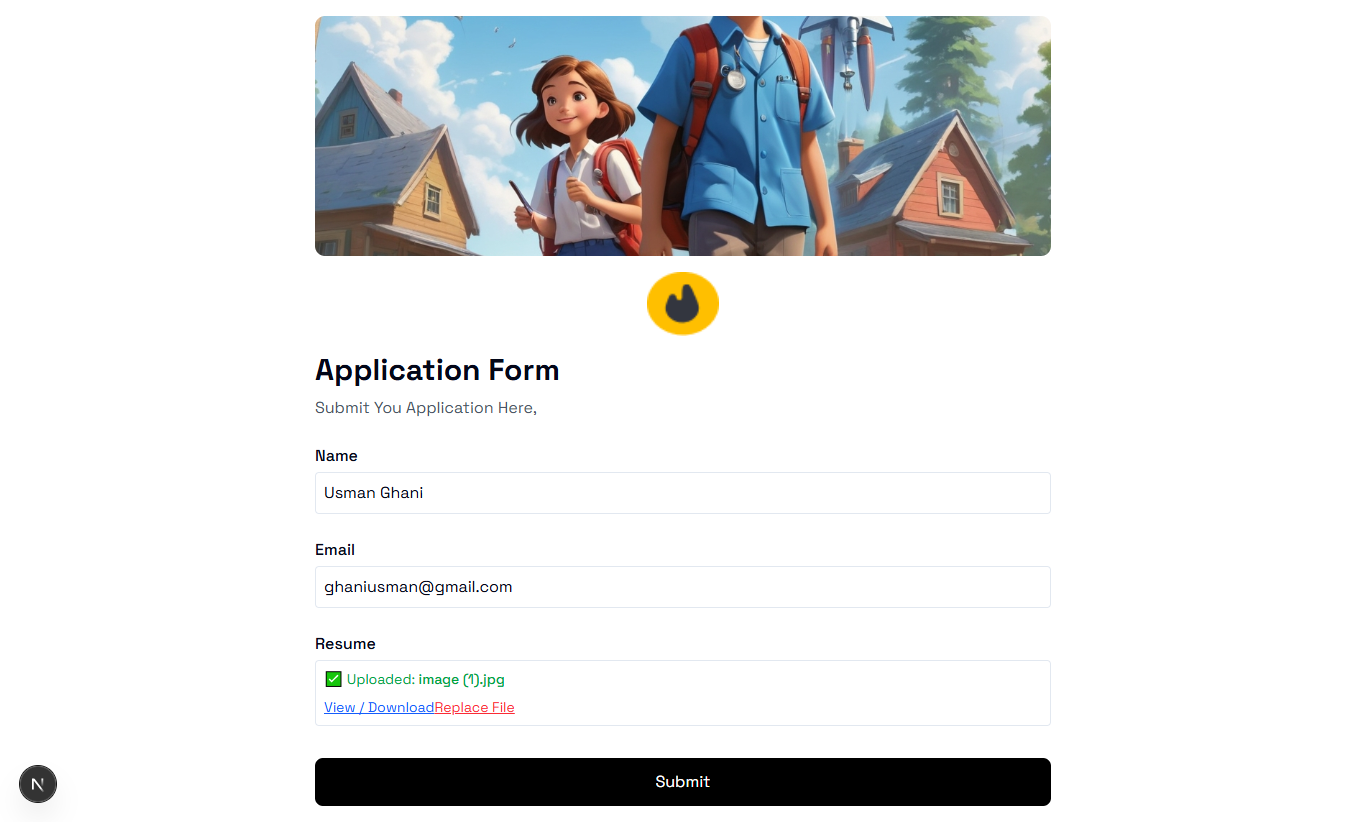 Application Form
Submit You Application Here,
Name
Usman Ghani
Email
ghaniusman@gmail.com
Resume
✅ Uploaded: image (1).jpg
View / DownloadReplace File
Submit
N